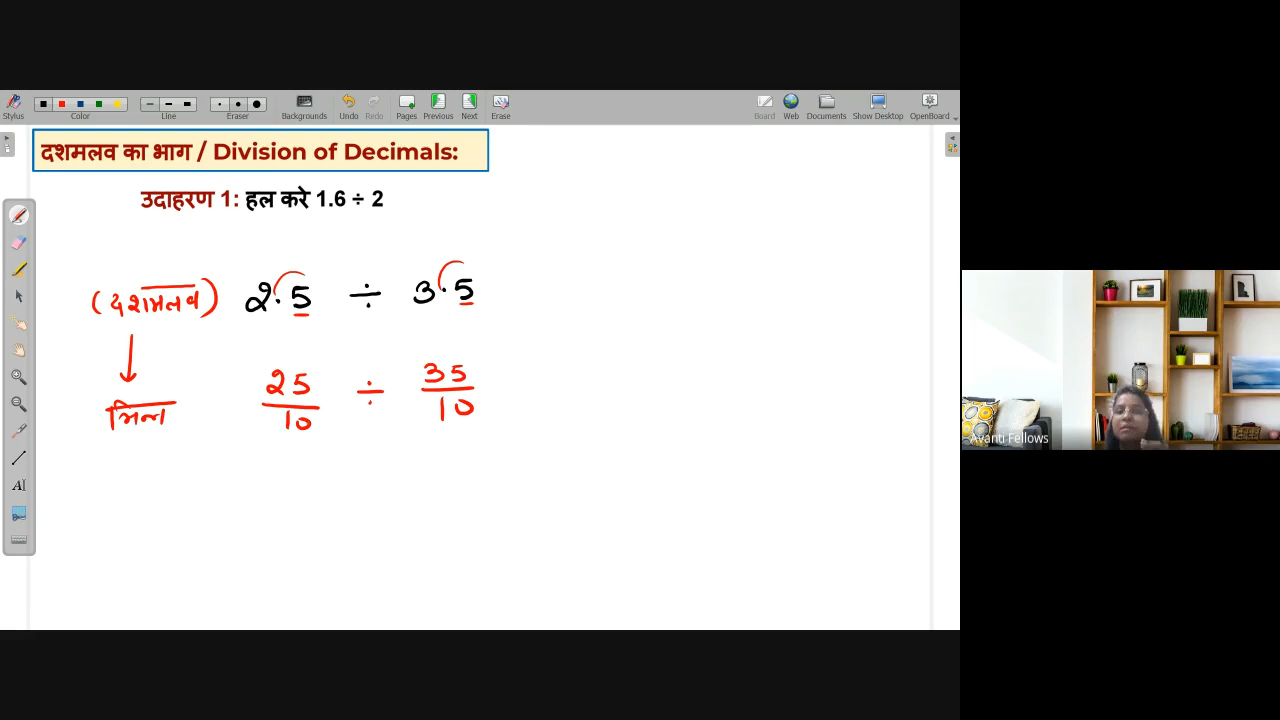 Stylus
Color
Line
Eraser
Backgrounds
Undo
Redo
Pages
Previous
Next
Erase
Board
Web
Documents
Show Desktop
OpenBoard
दशमलव का भाग / Division of Decimals:
उदाहरण 1: हल करे 1.6 ÷ 2
(दशमलव) 2.5 ÷ 3.5
भिन्न 25/10 ÷ 35/10
Avanti Fellows